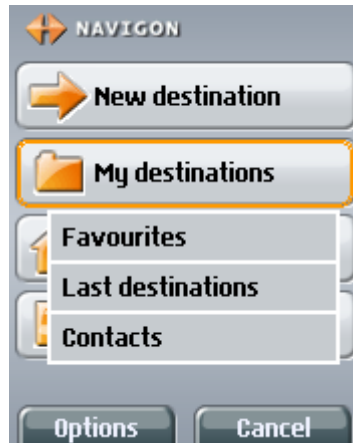 NAVIGON
New destination
My destinations
Favourites
Last destinations
Contacts
Options
Cancel